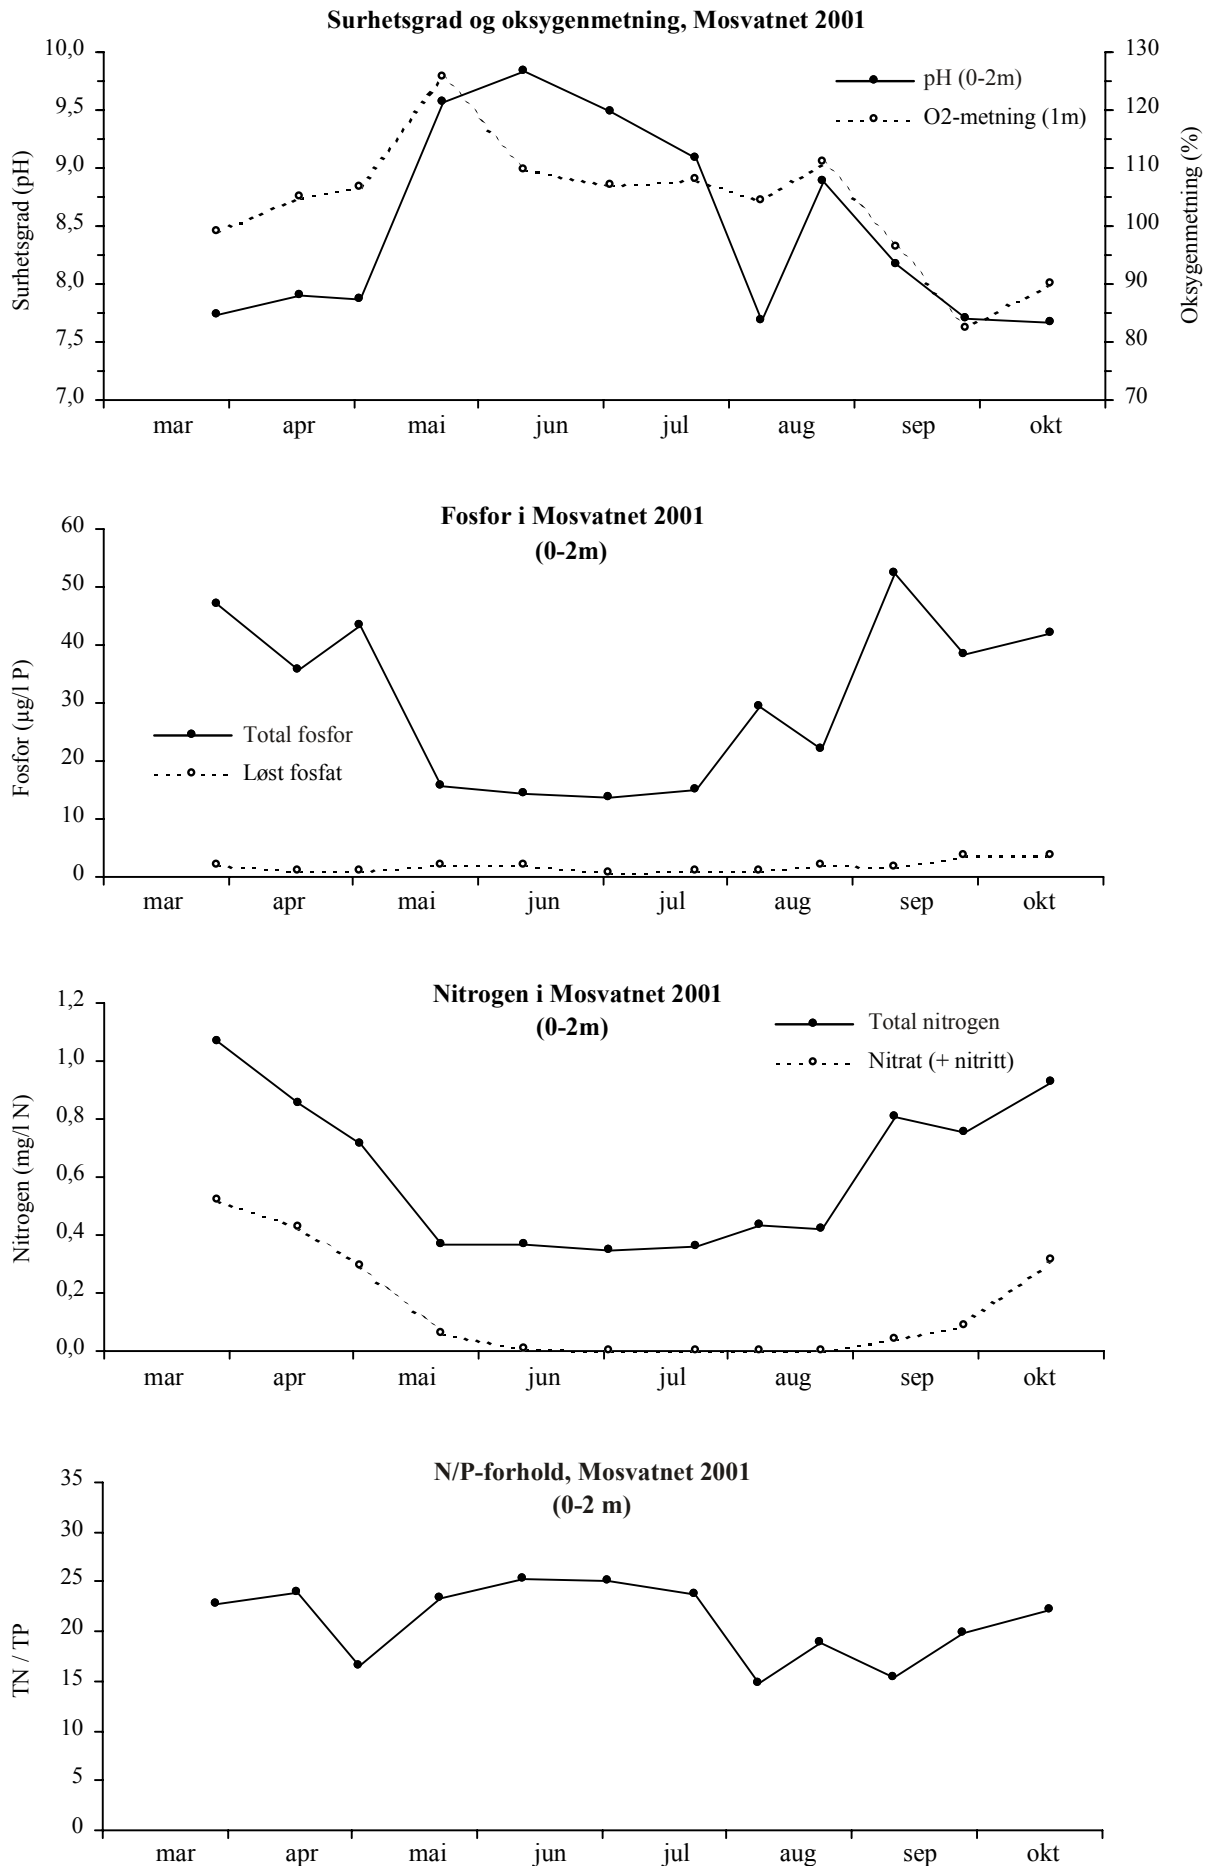 Surhetsgrad og oksygenmetning, Mosvatnet 2001
Surhetsgrad (pH)
10,0
9,5
9,0
8,5
8,0
7,5
7,0
130
120
110
100
90
80
70
Oksygenmetning (%)
pH (0-2m)
O2-metning (1m)
mar apr mai jun jul aug sep okt
Fosfor i Mosvatnet 2001
(0-2m)
Fosfor (µg/l P)
60
50
40
30
20
10
0
Total fosfor
Løst fosfat
mar apr mai jun jul aug sep okt
Nitrogen i Mosvatnet 2001
(0-2m)
Nitrogen (mg/l N)
1,2
1,0
0,8
0,6
0,4
0,2
0,0
Total nitrogen
Nitrat (+ nitritt)
mar apr mai jun jul aug sep okt
N/P-forhold, Mosvatnet 2001
(0-2 m)
TN / TP
35
30
25
20
15
10
5
0
mar apr mai jun jul aug sep okt